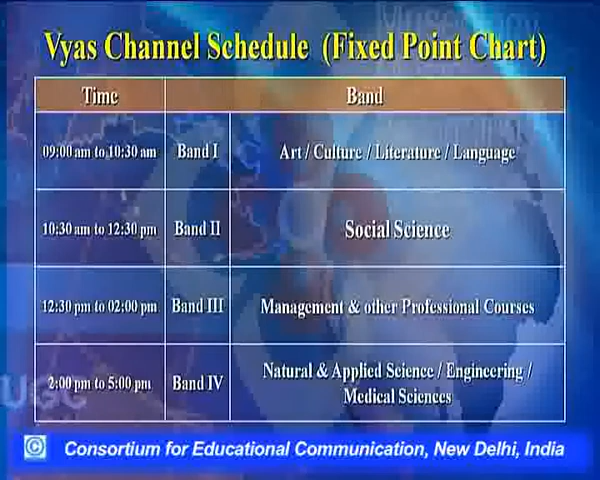 Vyas Channel Schedule (Fixed Point Chart)
Time Band
09:00 am to 10:30 am Band I Art / Culture / Literature / Language
10:30 am to 12:30 pm Band II Social Science
12:30 pm to 02:00 pm Band III Management & other Professional Courses
2:00 pm to 5:00 pm Band IV Natural & Applied Science / Engineering /
Medical Sciences
UGC
© Consortium for Educational Communication, New Delhi, India